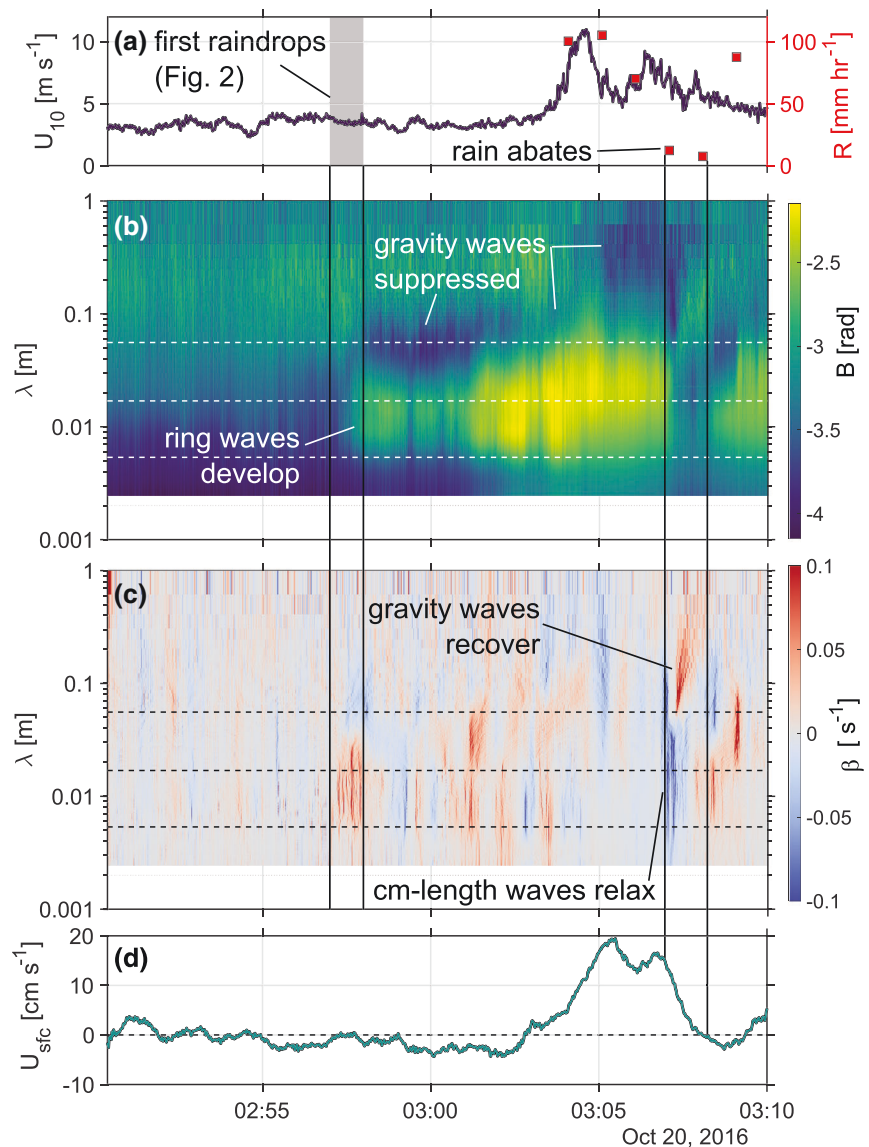 (a) first raindrops
(Fig. 2)
rain abates
U10 [m s-1]
10
5
0
R [mm hr-1]
100
50
0
(b)
gravity waves
suppressed
ring waves
develop
λ [m]
1
0.1
0.01
0.001
B [rad]
-2.5
-3
-3.5
-4
(c)
gravity waves
recover
cm-length waves relax
λ [m]
1
0.1
0.01
0.001
β [ s-1]
0.1
0.05
0
-0.05
-0.1
(d)
Usfc [cm s-1]
20
10
0
-10
02:55 03:00 03:05 03:10
Oct 20, 2016